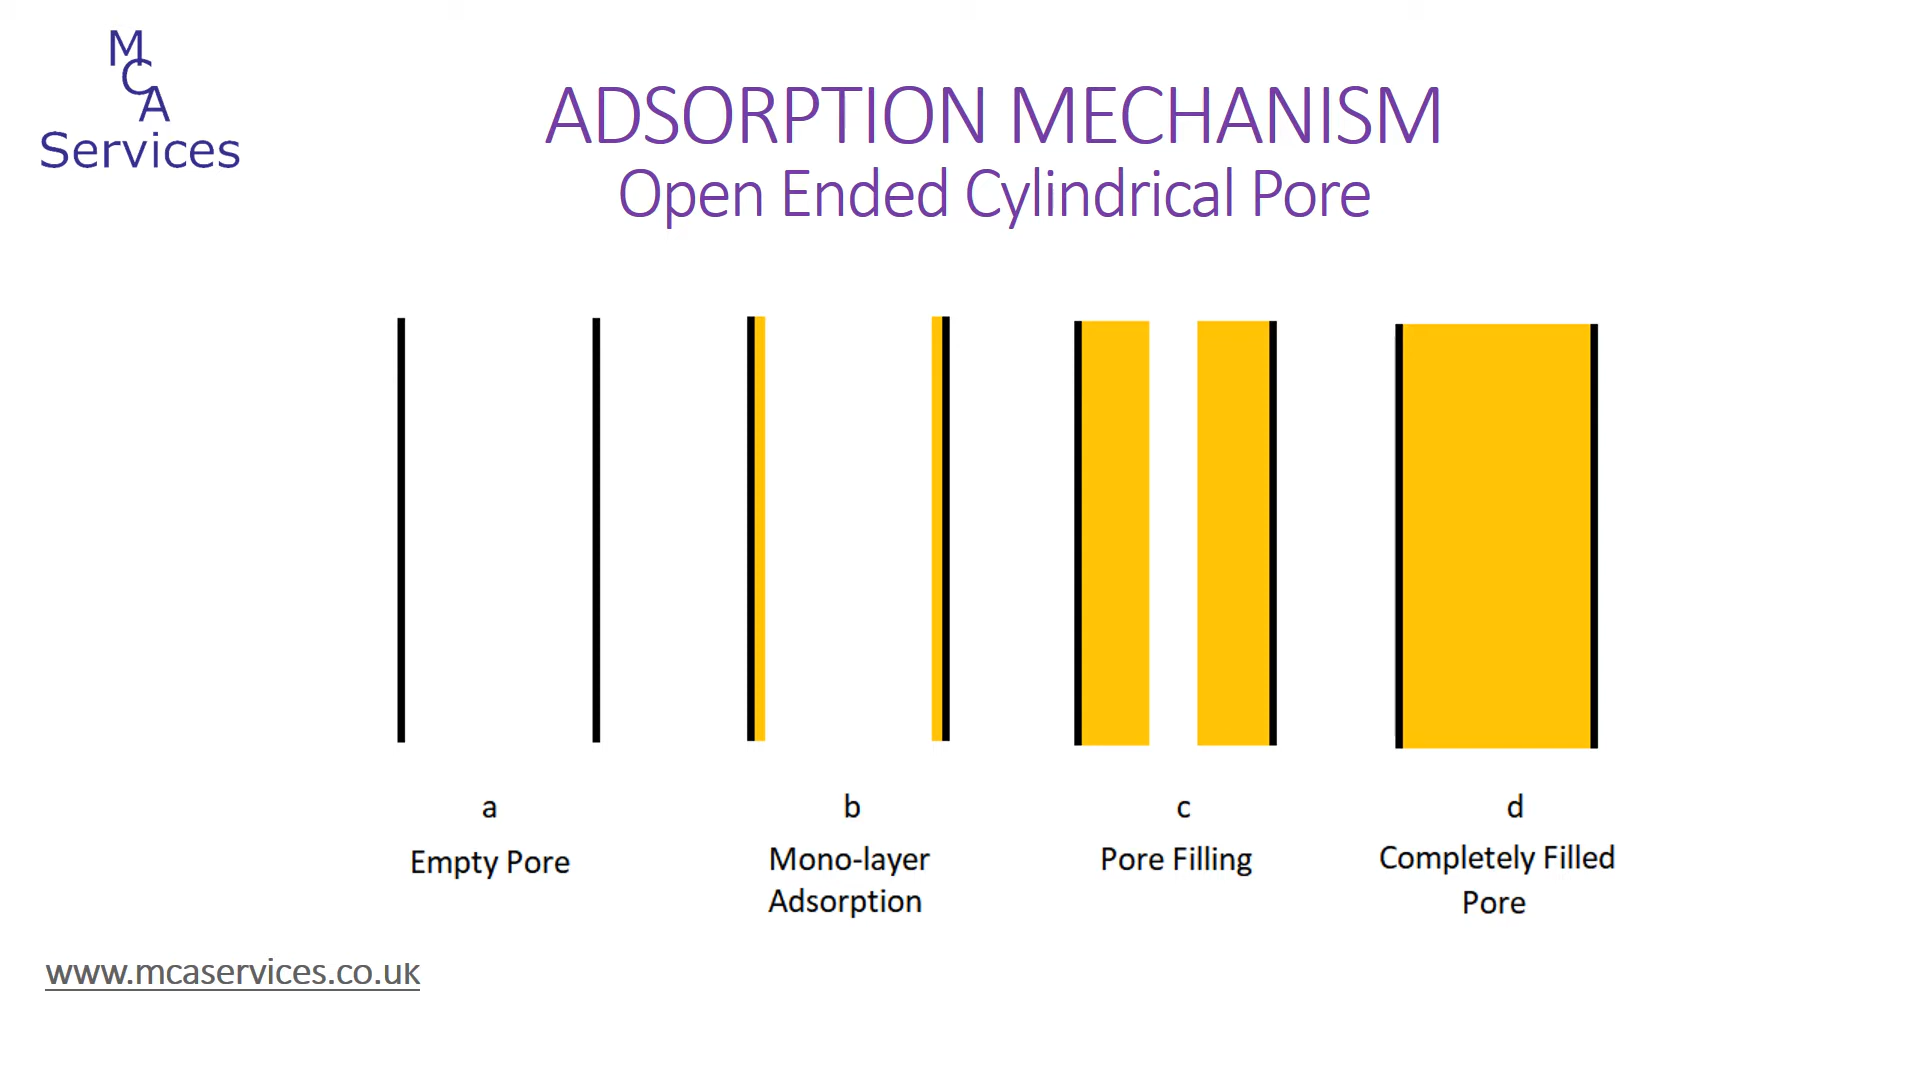 M
C
A
Services
ADSORPTION MECHANISM
Open Ended Cylindrical Pore
a
Empty Pore
b
Mono-layer
Adsorption
c
Pore Filling
d
Completely Filled
Pore
www.mcaservices.co.uk